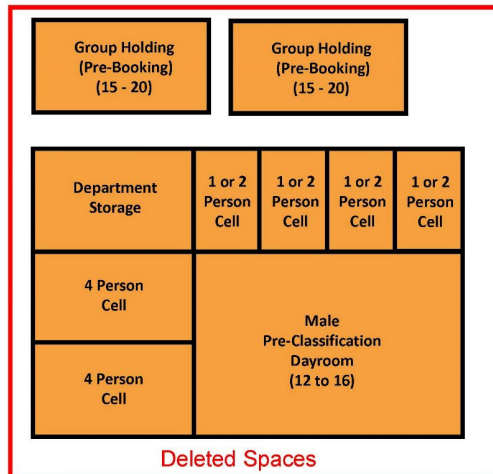 Group Holding
(Pre-Booking)
(15 - 20)
Group Holding
(Pre-Booking)
(15 - 20)
Department
Storage
1 or 2
Person
Cell
1 or 2
Person
Cell
1 or 2
Person
Cell
1 or 2
Person
Cell
4 Person
Cell
Male
Pre-Classification
Dayroom
(12 to 16)
4 Person
Cell
Deleted Spaces